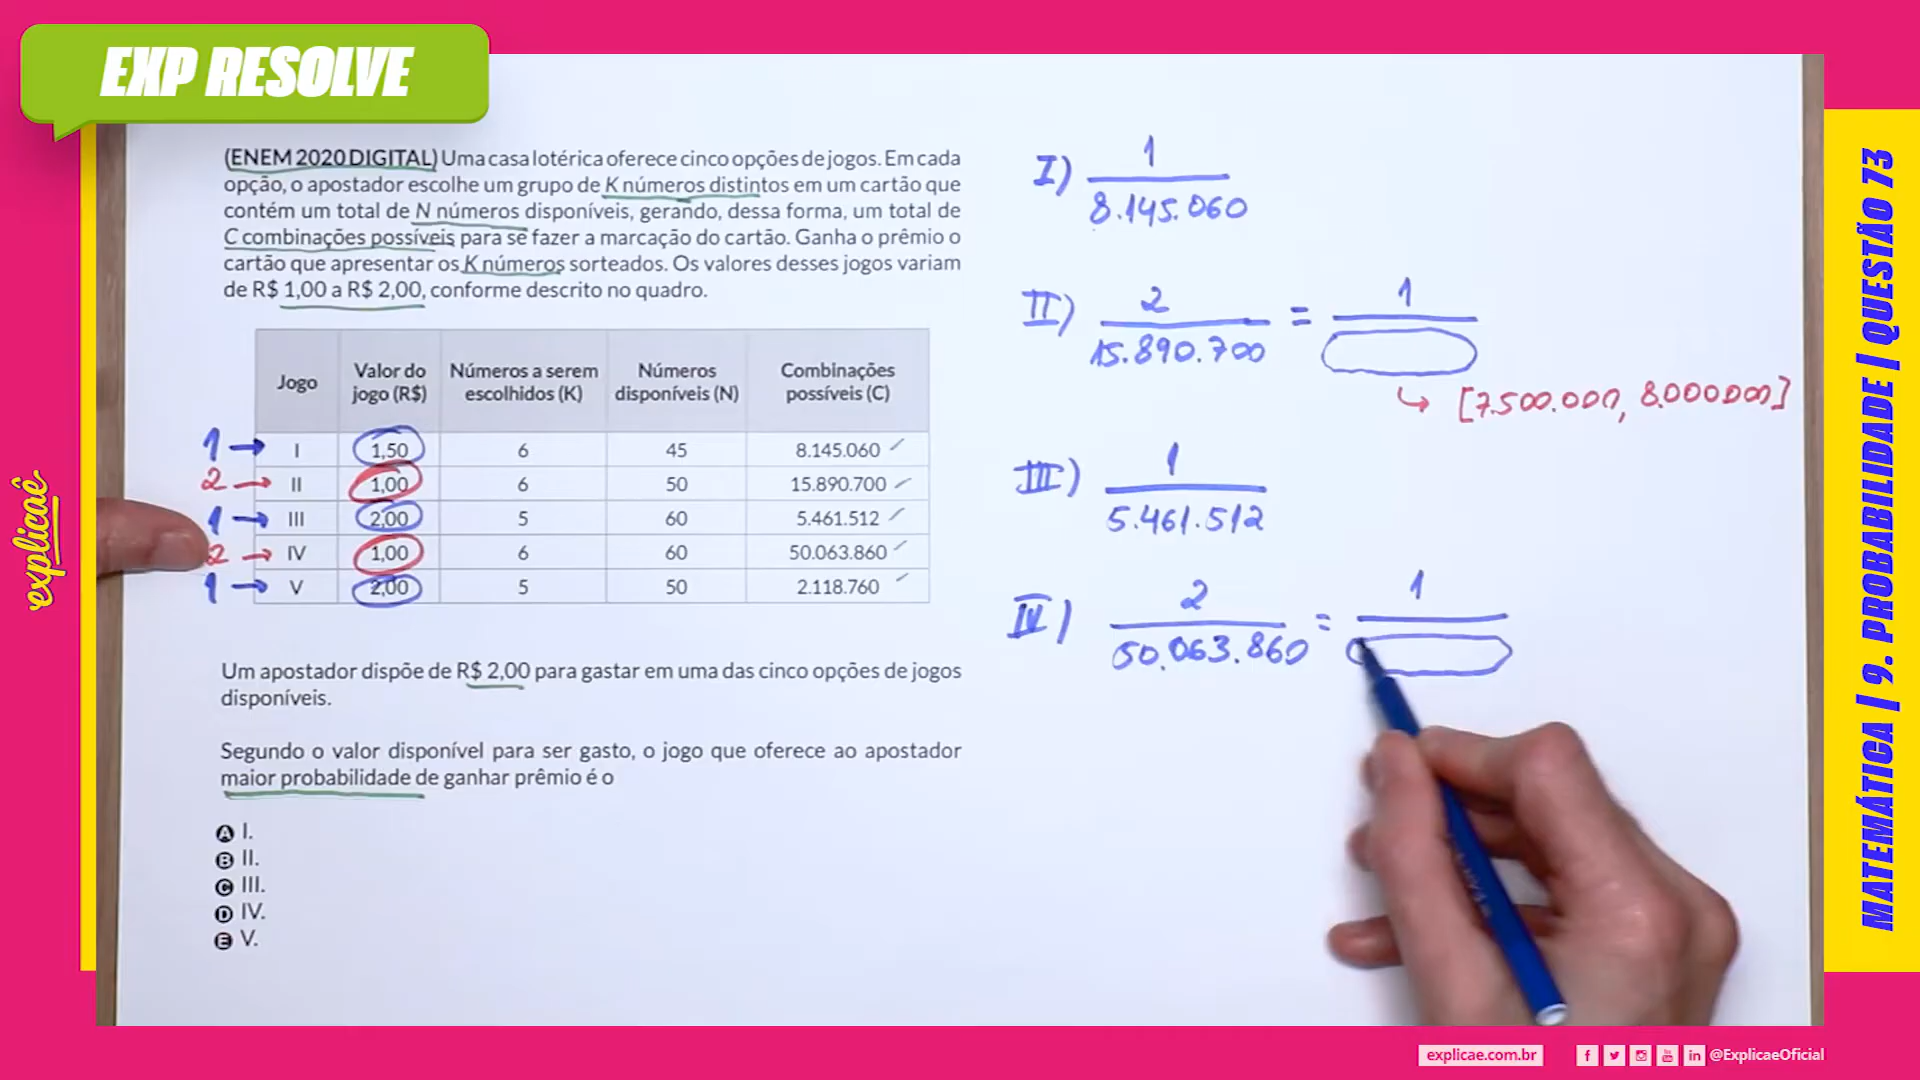 EXP RESOLVE
(ENEM 2020 DIGITAL) Uma casa lotérica oferece cinco opções de jogos. Em cada
opção, o apostador escolhe um grupo de K números distintos em um cartão que
contém um total de N números disponíveis, gerando, dessa forma, um total de
C combinações possíveis para se fazer a marcação do cartão. Ganha o prêmio o
cartão que apresentar os K números sorteados. Os valores desses jogos variam
de R$ 1,00 a R$ 2,00, conforme descrito no quadro.
Jogo Valor do jogo (R$) Números a serem escolhidos (K) Números disponíveis (N) Combinações possíveis (C)
1 → I 1,50 6 45 8.145.060
2 → II 1,00 6 50 15.890.700
1 → III 2,00 5 60 5.461.512
2 → IV 1,00 6 60 50.063.860
1 → V 2,00 5 50 2.118.760
Um apostador dispõe de R$ 2,00 para gastar em uma das cinco opções de jogos
disponíveis.
Segundo o valor disponível para ser gasto, o jogo que oferece ao apostador
maior probabilidade de ganhar prêmio é o
A I.
B II.
C III.
D IV.
E V.
I) 1
8.145.060
II) 2 = 1
15.890.700
↪ [7.500.000, 8.000.000]
III) 1
5.461.512
IV) 2 = 1
50.063.860
explicaê
MATEMÁTICA | 9. PROBABILIDADE | QUESTÃO 73
explicae.com.br
@ExplicaeOficial